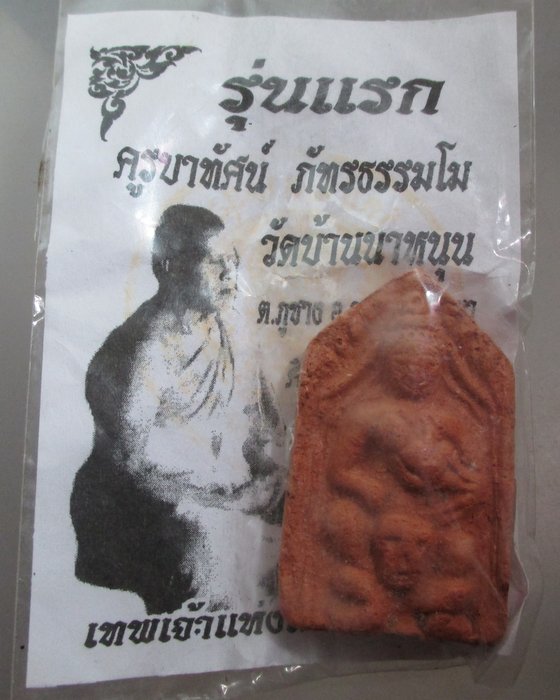 รุ่นแรก
ครูบาทัศน์ ภัทรธรรมโม
วัดบ้านนาหนุน
ต.ภูซาง อ.
เทพเจ้าแห่ง